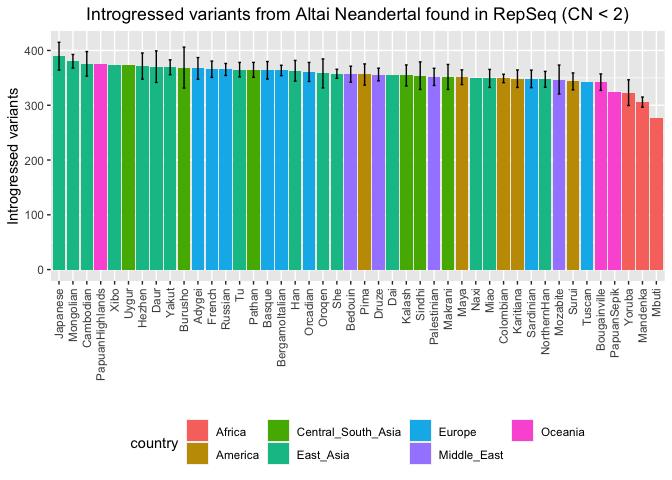 Introgressed variants from Altai Neandertal found in RepSeq (CN < 2)
Introgressed variants
400
300
200
100
0
Japanese
Mongolian
Cambodian
PapuanHighlands
Xibo
Uygur
Hezhen
Daur
Yakut
Burusho
Adygei
French
Russian
Tu
Pathan
Basque
BergamoItalian
Han
Orcadian
Oroqen
She
Bedouin
Pima
Druze
Dai
Kalash
Sindhi
Palestinian
Makrani
Maya
Naxi
Miao
Colombian
Karitiana
Sardinian
NorthernHan
Mozabite
Surui
Tuscan
Bougainville
PapuanSepik
Yoruba
Mandenka
Mbuti
country
Africa
America
Central_South_Asia
East_Asia
Europe
Middle_East
Oceania